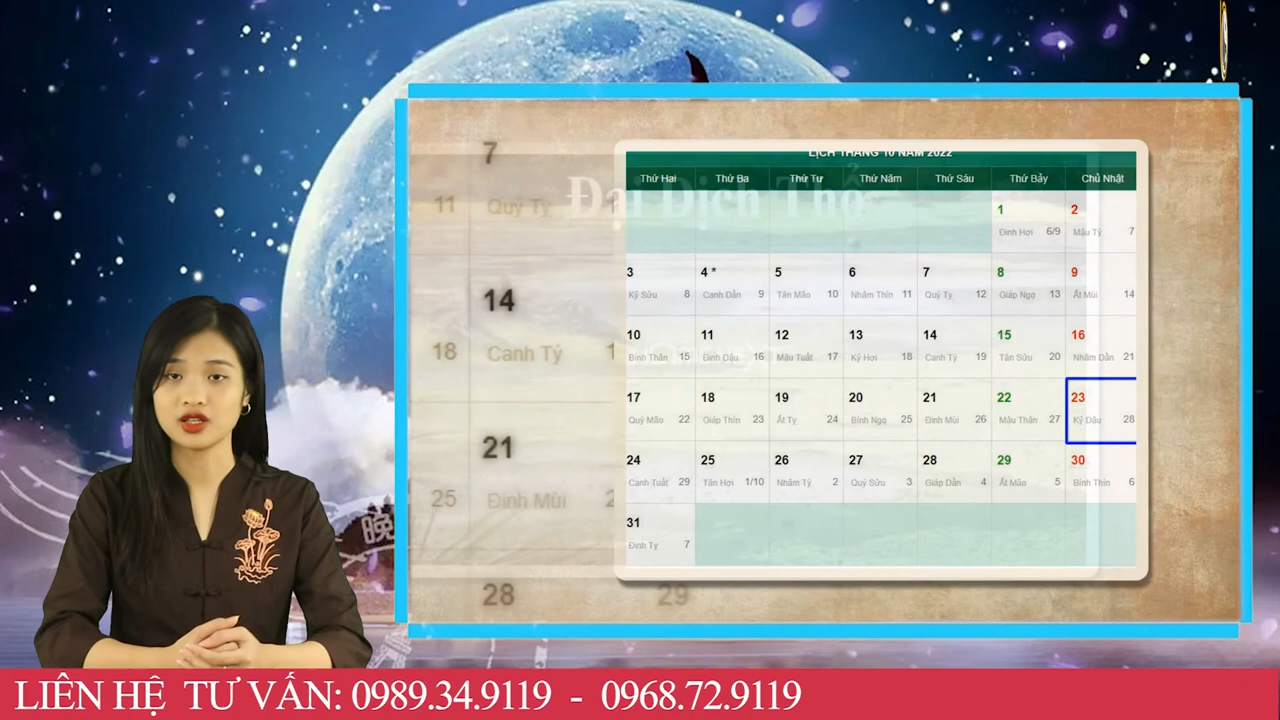 7
11 Quý Tỵ 1
14
18 Canh Tý 1
21
25 Đinh Mùi 2
28 29
Đại Dịch Thổ
LỊCH THÁNG 10 NĂM 2022
Thứ Hai Thứ Ba Thứ Tư Thứ Năm Thứ Sáu Thứ Bảy Chủ Nhật
1 2
Đinh Hợi 6/9 Mậu Tý 7
3 4 * 5 6 7 8 9
Kỷ Sửu 8 Canh Dần 9 Tân Mão 10 Nhâm Thìn 11 Quý Tỵ 12 Giáp Ngọ 13 Ất Mùi 14
10 11 12 13 14 15 16
Bính Thân 15 Đinh Dậu 16 Mậu Tuất 17 Kỷ Hợi 18 Canh Tý 19 Tân Sửu 20 Nhâm Dần 21
17 18 19 20 21 22 23
Quý Mão 22 Giáp Thìn 23 Ất Tỵ 24 Bính Ngọ 25 Đinh Mùi 26 Mậu Thân 27 Kỷ Dậu 28
24 25 26 27 28 29 30
Canh Tuất 29 Tân Hợi 1/10 Nhâm Tý 2 Quý Sửu 3 Giáp Dần 4 Ất Mão 5 Bính Thìn 6
31
Đinh Tỵ 7
晚
LIÊN HỆ TƯ VẤN: 0989.34.9119 - 0968.72.9119